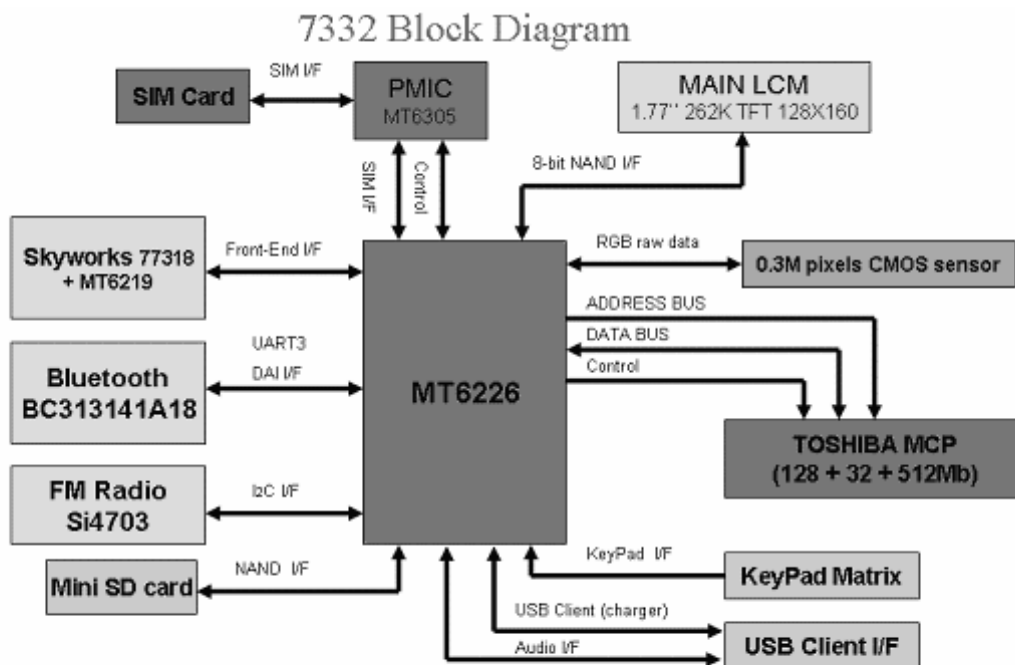 7332 Block Diagram
SIM Card
SIM I/F
PMIC
MT6305
MAIN LCM
1.77'' 262K TFT 128X160
SIM I/F
Control
8-bit NAND I/F
Skyworks 77318
+ MT6219
Front-End I/F
RGB raw data
0.3M pixels CMOS sensor
ADDRESS BUS
DATA BUS
Control
UART3
DAI I/F
Bluetooth
BC313141A18
MT6226
TOSHIBA MCP
(128 + 32 + 512Mb)
FM Radio
Si4703
I2C I/F
Mini SD card
NAND I/F
KeyPad I/F
KeyPad Matrix
USB Client (charger)
Audio I/F
USB Client I/F